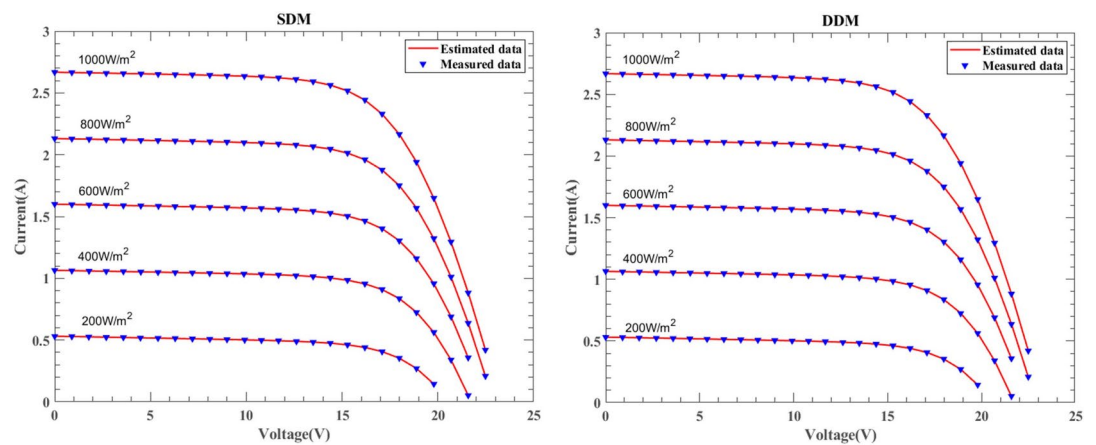 SDM
3
2.5
2
1.5
1
0.5
0
Current(A)
1000W/m²
800W/m²
600W/m²
400W/m²
200W/m²
Estimated data
Measured data
0 5 10 15 20 25
Voltage(V)
DDM
3
2.5
2
1.5
1
0.5
0
Current(A)
1000W/m²
800W/m²
600W/m²
400W/m²
200W/m²
Estimated data
Measured data
0 5 10 15 20 25
Voltage(V)